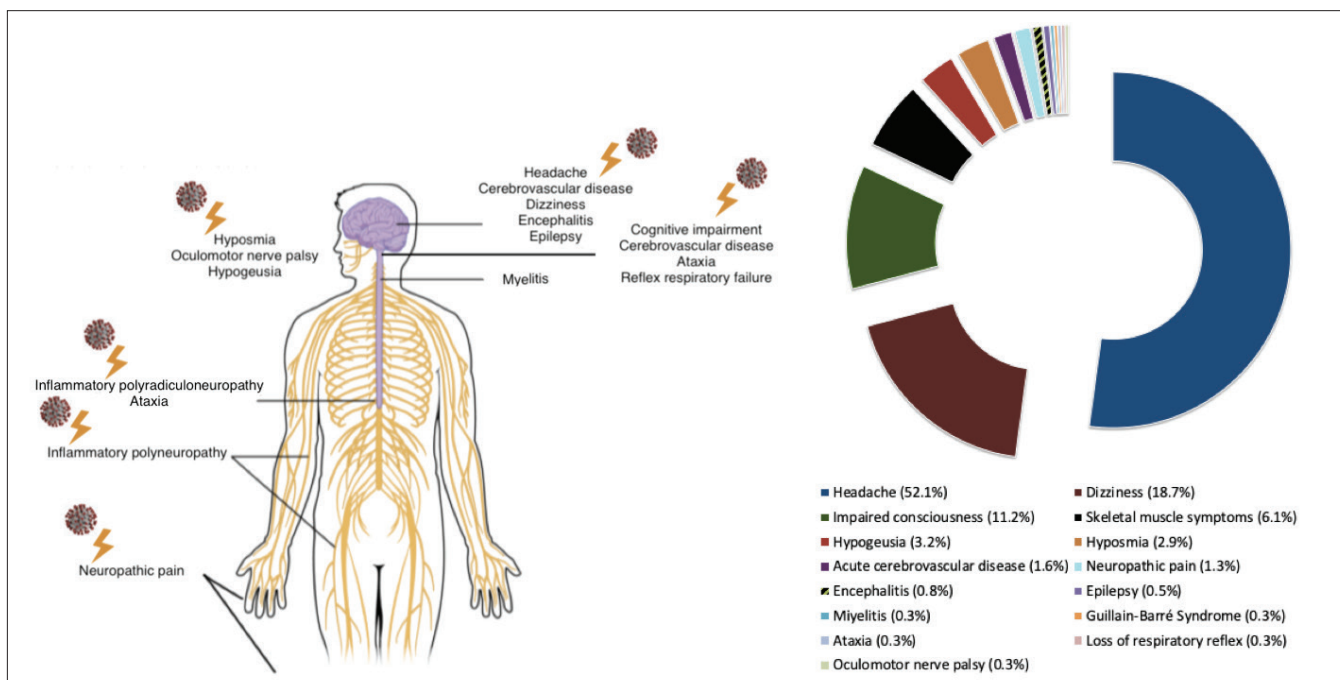 Headache
Cerebrovascular disease
Dizziness
Encephalitis
Epilepsy
Cognitive impairment
Cerebrovascular disease
Ataxia
Reflex respiratory failure
Hyposmia
Oculomotor nerve palsy
Hypogeusia
Myelitis
Inflammatory polyradiculoneuropathy
Ataxia
Inflammatory polyneuropathy
Neuropathic pain
Headache (52.1%)
Dizziness (18.7%)
Impaired consciousness (11.2%)
Skeletal muscle symptoms (6.1%)
Hypogeusia (3.2%)
Hyposmia (2.9%)
Acute cerebrovascular disease (1.6%)
Neuropathic pain (1.3%)
Encephalitis (0.8%)
Epilepsy (0.5%)
Miyelitis (0.3%)
Guillain-Barré Syndrome (0.3%)
Ataxia (0.3%)
Loss of respiratory reflex (0.3%)
Oculomotor nerve palsy (0.3%)